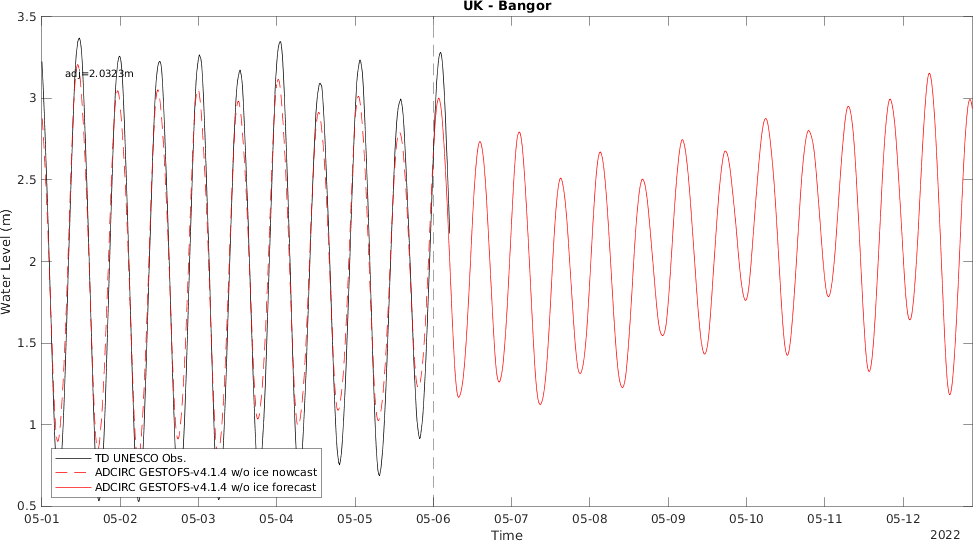 UK - Bangor
3.5
3
2.5
2
1.5
1
0.5
Water Level (m)
adj=2.0323m
TD UNESCO Obs.
ADCIRC GESTOFS-v4.1.4 w/o ice nowcast
ADCIRC GESTOFS-v4.1.4 w/o ice forecast
05-01 05-02 05-03 05-04 05-05 05-06 05-07 05-08 05-09 05-10 05-11 05-12
Time
2022